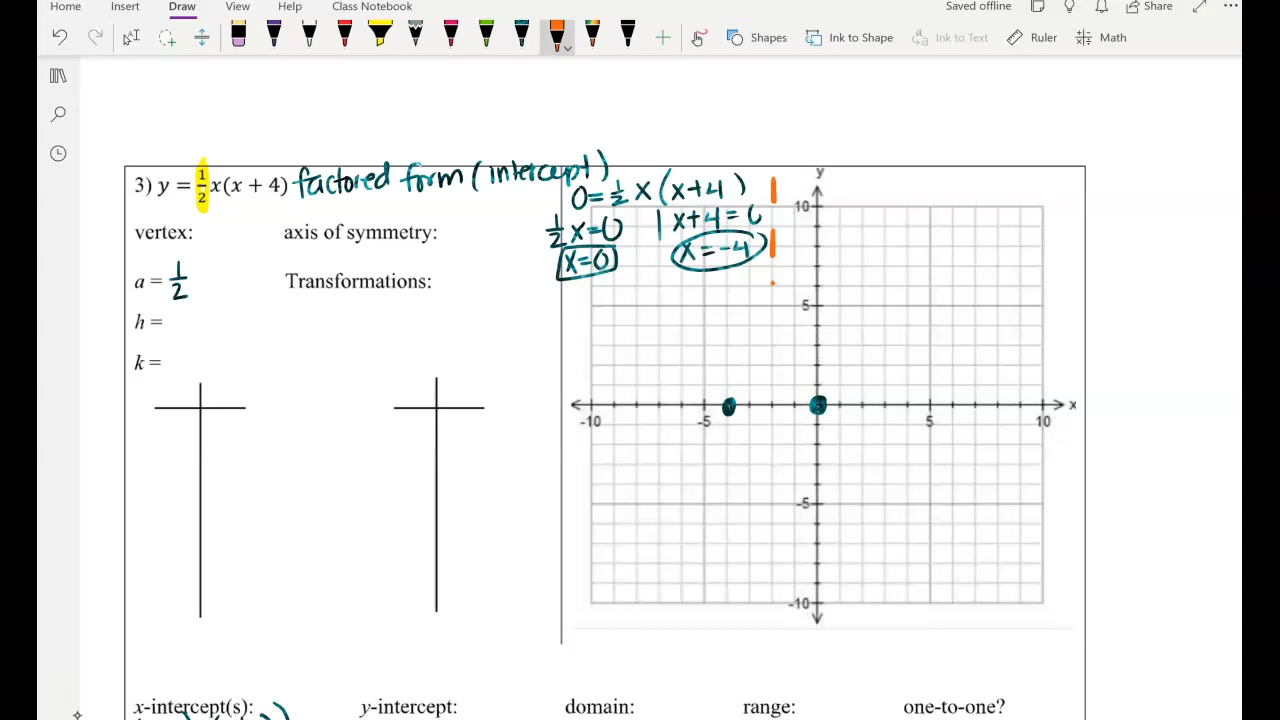 Home Insert Draw View Help Class Notebook Saved offline Share
Shapes Ink to Shape Ink to Text Ruler Math
3) y = 1/2 x(x + 4) factored form (intercept)
0 = 1/2 x (x+4)
1/2 x = 0 | x+4 = 0
x = 0 x = -4
vertex: axis of symmetry:
a = 1/2 Transformations:
h =
k =
y
10
5
-10 -5 5 10 x
-5
-10
x-intercept(s): y-intercept: domain: range: one-to-one?